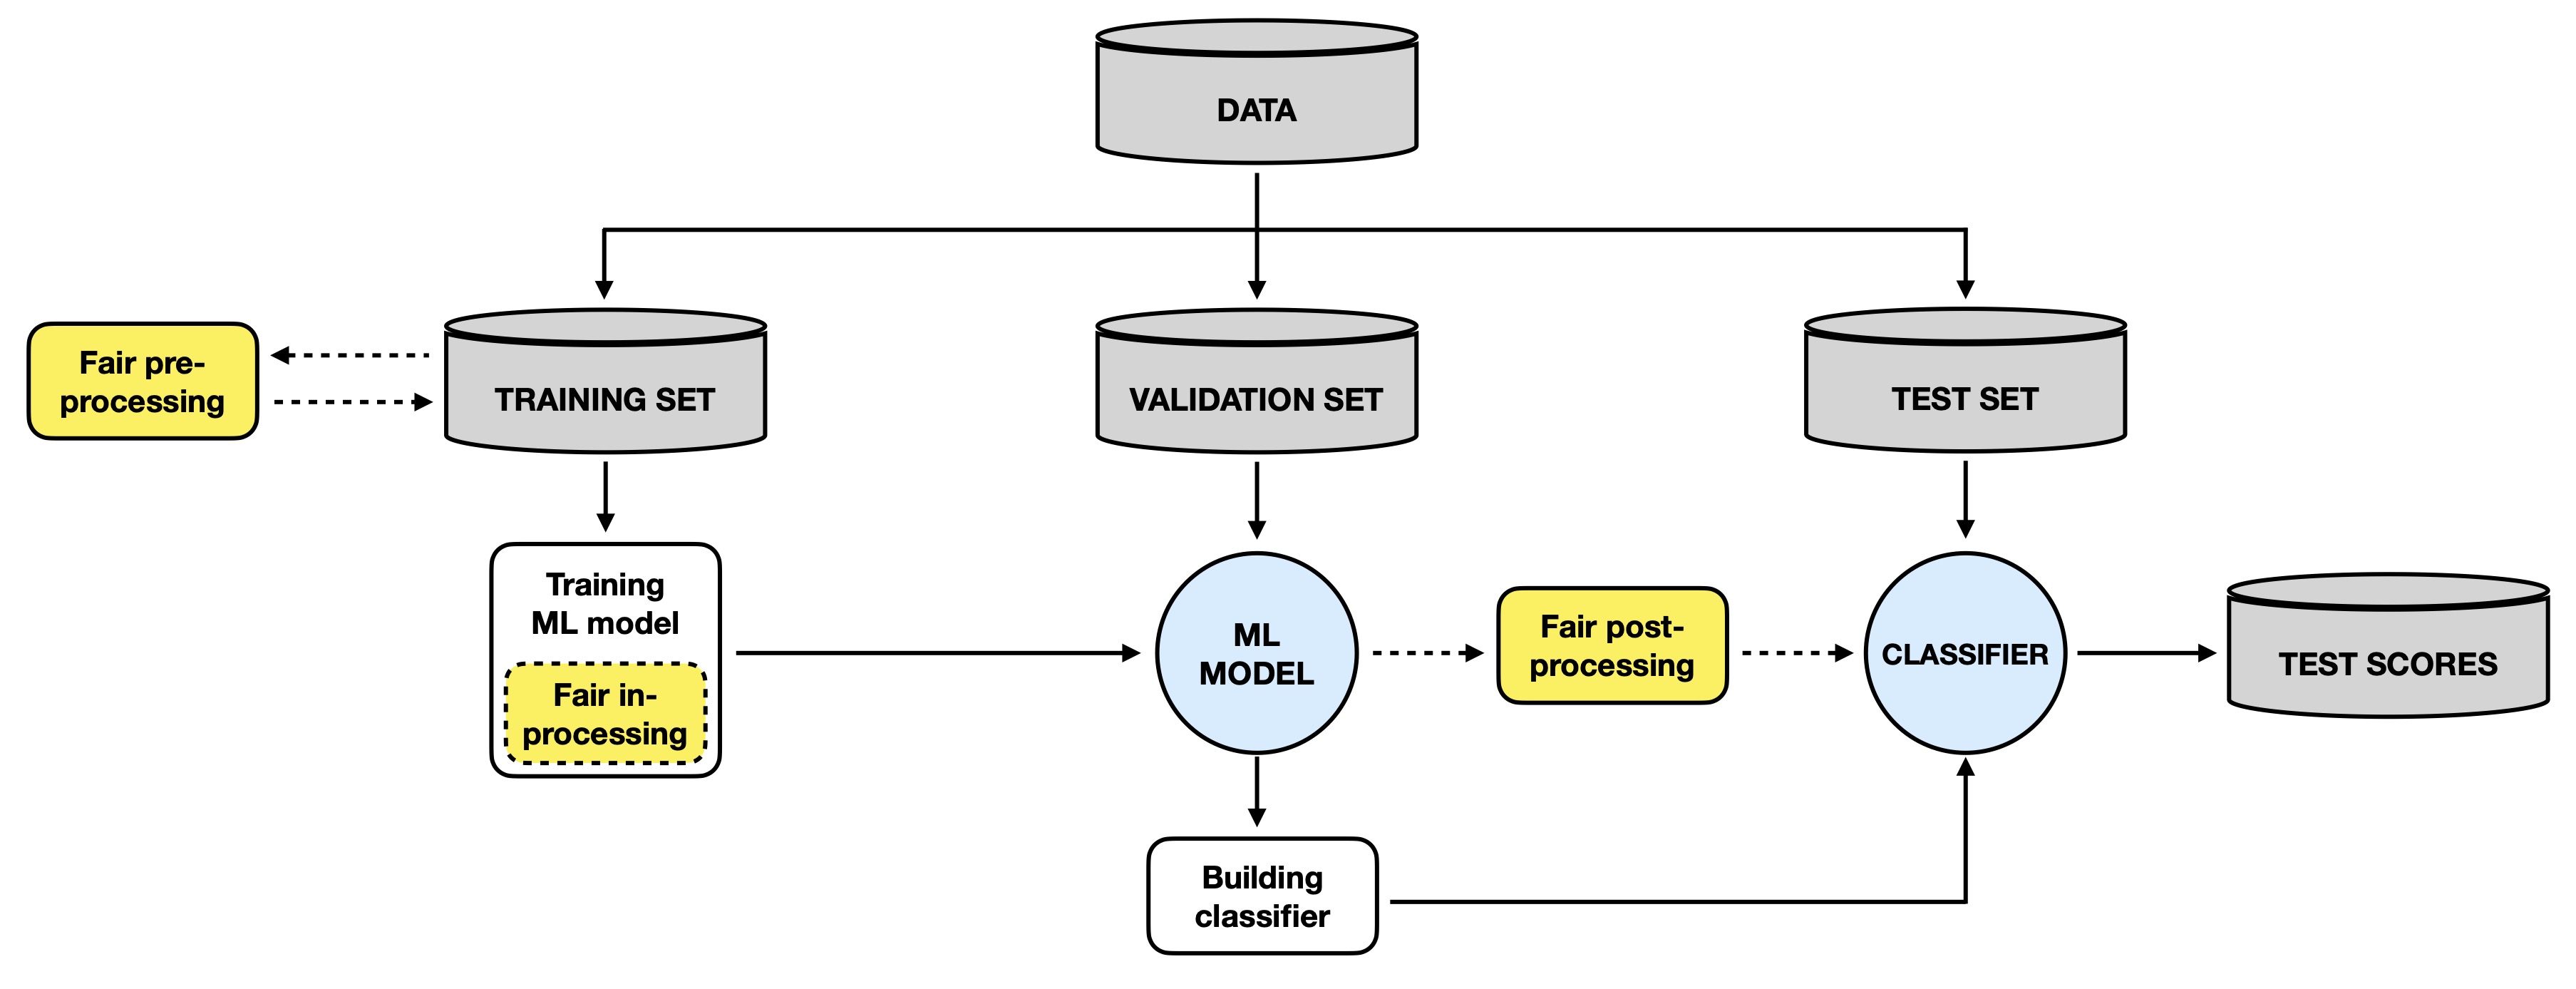 DATA
Fair pre-
processing
TRAINING SET
VALIDATION SET
TEST SET
Training
ML model
Fair in-
processing
ML
MODEL
Fair post-
processing
CLASSIFIER
TEST SCORES
Building
classifier